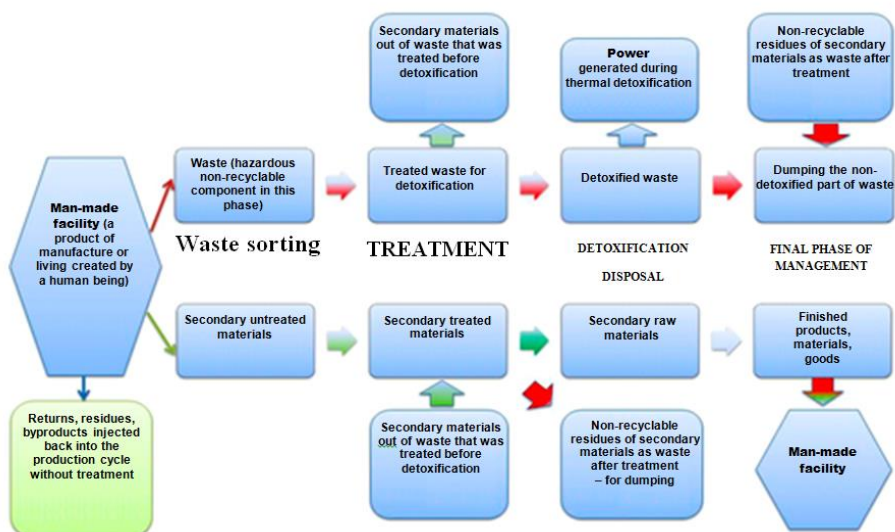 Secondary materials
out of waste that was
treated before
detoxification
Power
generated during
thermal detoxification
Non-recyclable
residues of secondary
materials as waste after
treatment
Man-made
facility (a
product of
manufacture or
living created by
a human being)
Waste (hazardous
non-recyclable
component in this
phase)
Treated waste for
detoxification
Detoxified waste
Dumping the non-
detoxified part of waste
Waste sorting
TREATMENT
DETOXIFICATION
DISPOSAL
FINAL PHASE OF
MANAGEMENT
Secondary untreated
materials
Secondary treated
materials
Secondary raw
materials
Finished
products,
materials,
goods
Returns, residues,
byproducts injected
back into the
production cycle
without treatment
Secondary materials
out of waste that was
treated before
detoxification
Non-recyclable
residues of secondary
materials as waste
after treatment
– for dumping
Man-made
facility